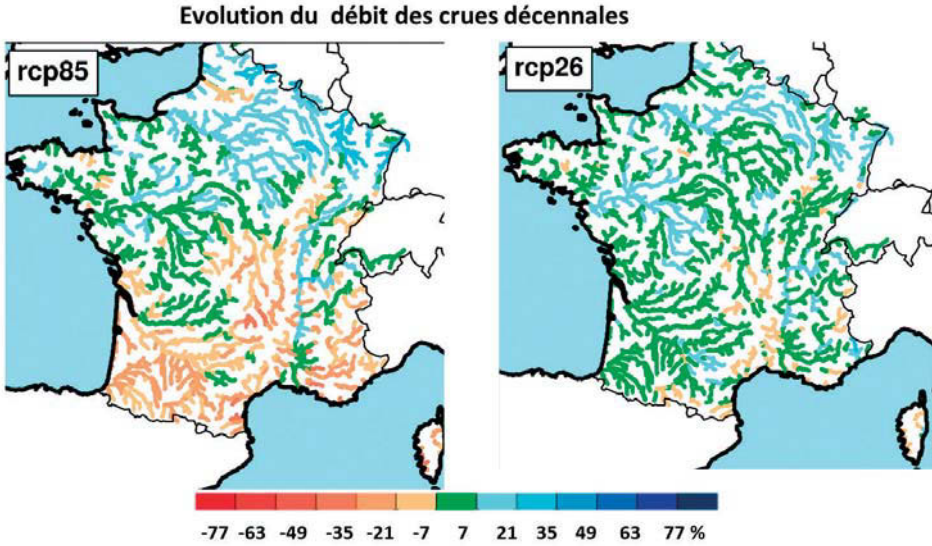 Evolution du débit des crues décennales
rcp85
rcp26
-77 -63 -49 -35 -21 -7 7 21 35 49 63 77 %